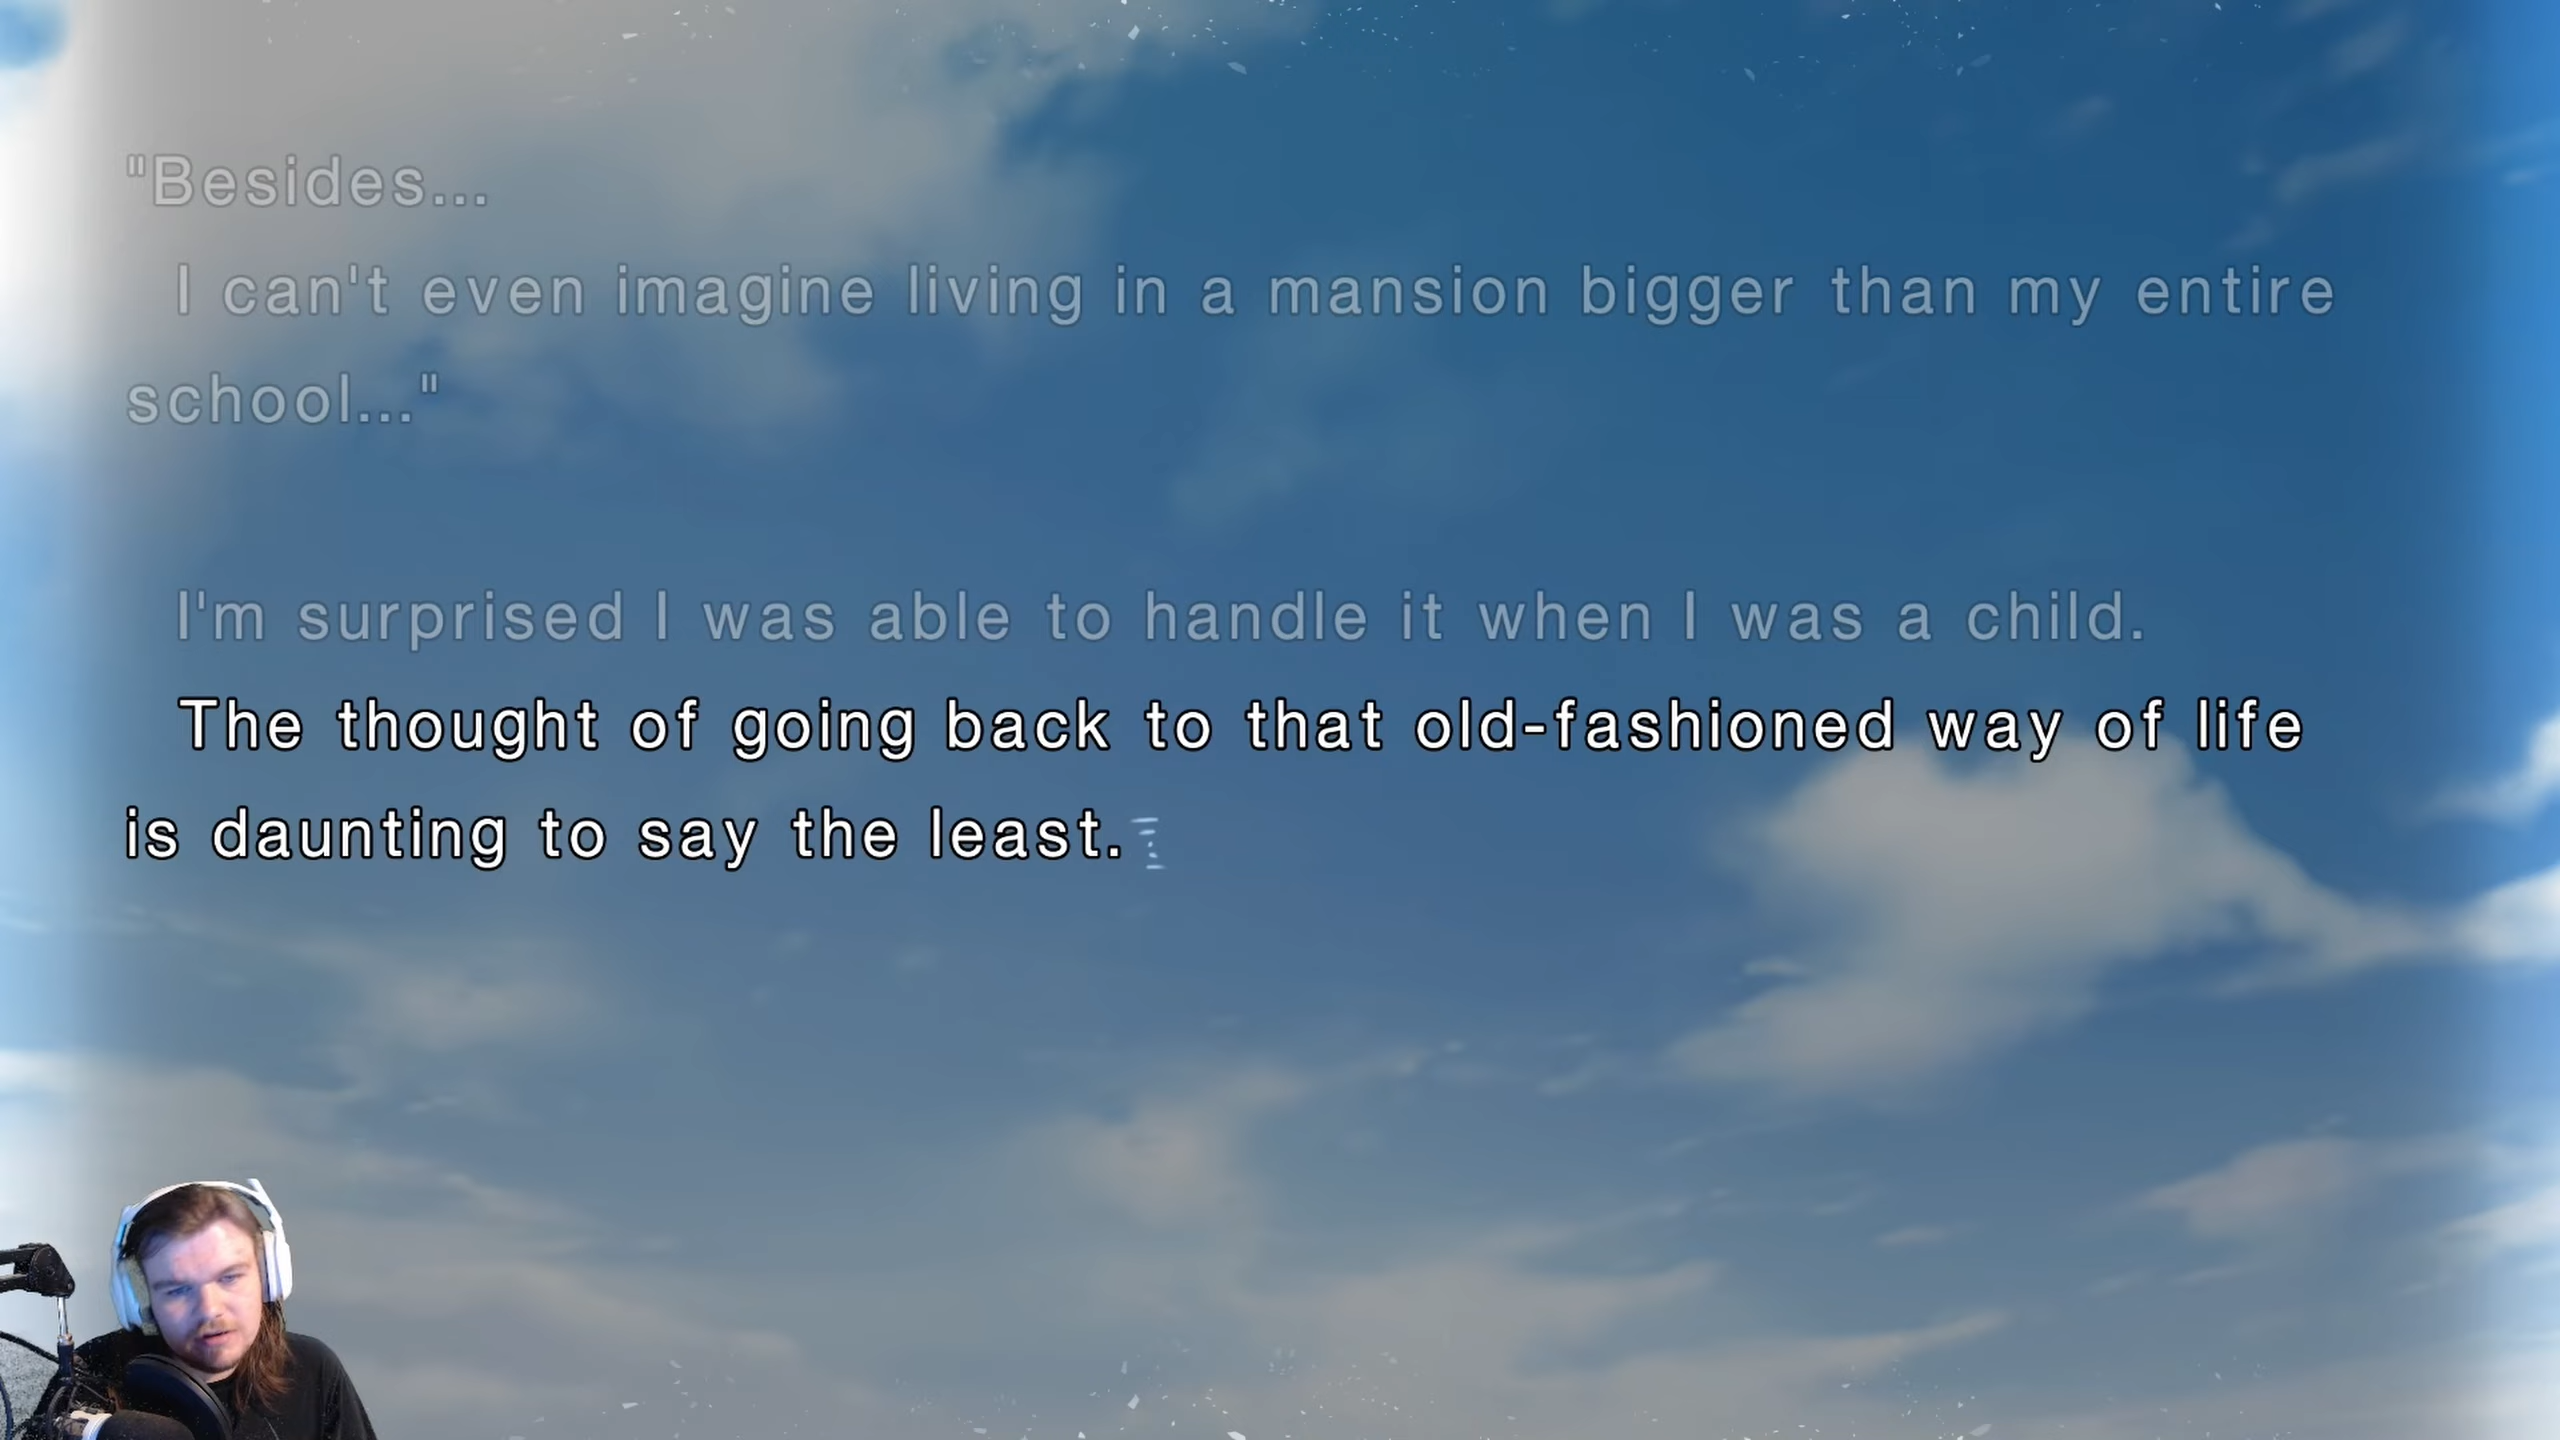 "Besides...
I can't even imagine living in a mansion bigger than my entire
school..."
I'm surprised I was able to handle it when I was a child.
The thought of going back to that old-fashioned way of life
is daunting to say the least.